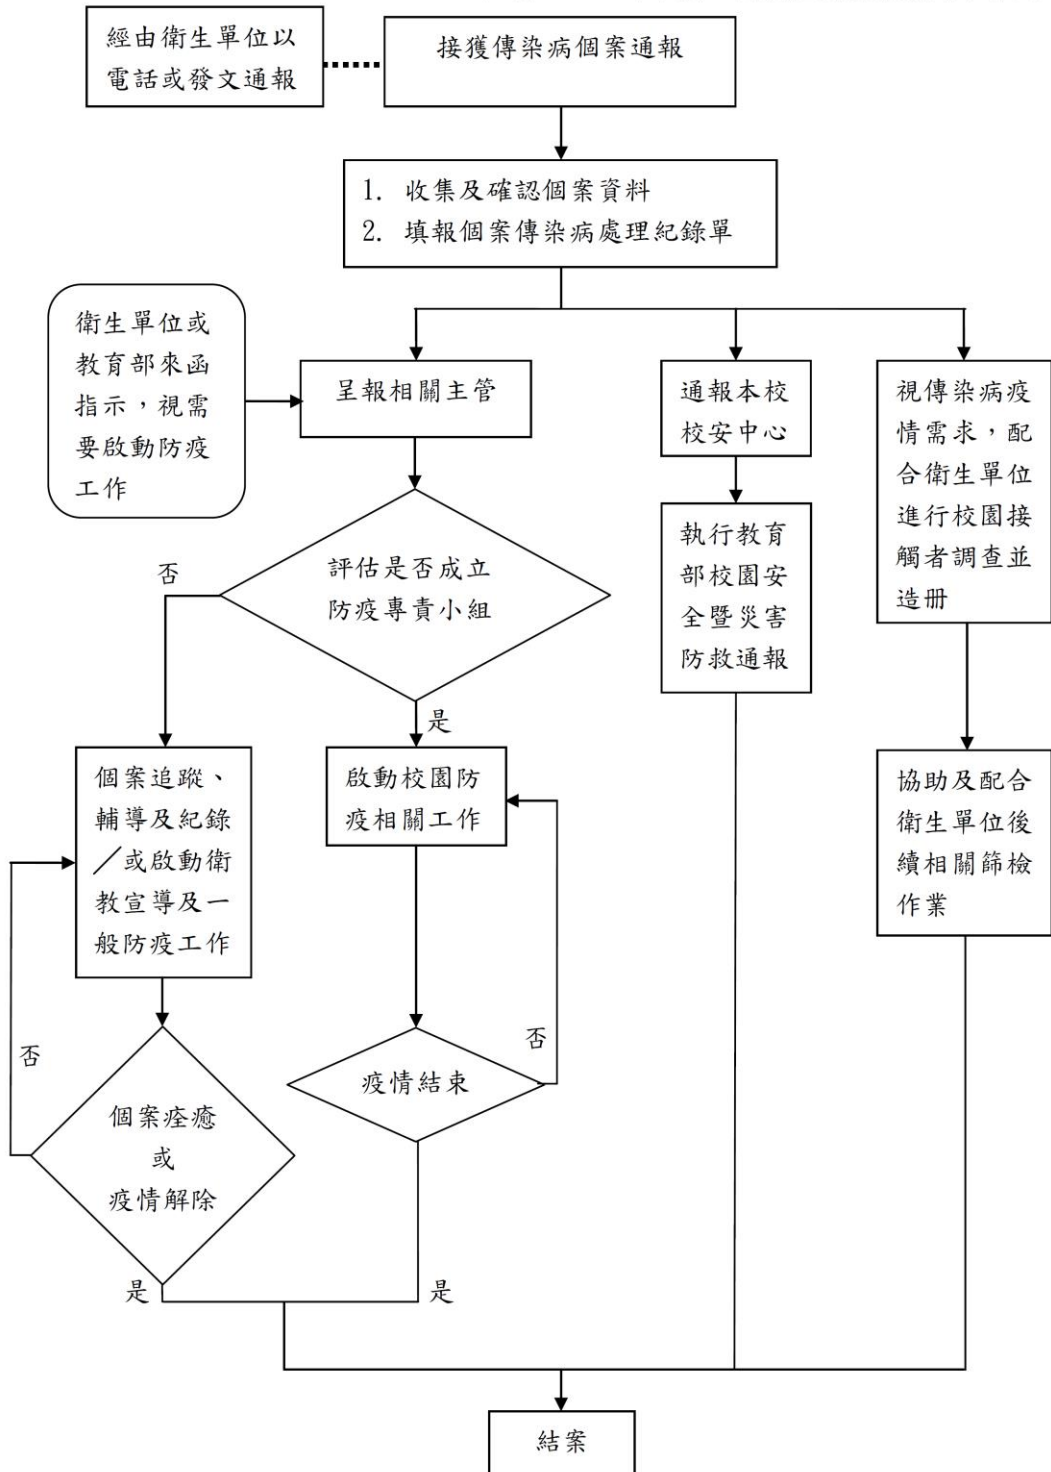 經由衛生單位以
電話或發文通報
接獲傳染病個案通報
1. 收集及確認個案資料
2. 填報個案傳染病處理紀錄單
衛生單位或
教育部來函
指示，視需
要啟動防疫
工作
呈報相關主管
通報本校
校安中心
視傳染病疫
情需求，配
合衛生單位
進行校園接
觸者調查並
造册
執行教育
部校園安
全暨災害
防救通報
評估是否成立
防疫專責小組
否
是
個案追蹤、
輔導及紀錄
／或啟動衛
教宣導及一
般防疫工作
啟動校園防
疫相關工作
協助及配合
衛生單位後
續相關篩檢
作業
否
個案痊癒
或
疫情解除
疫情結束
否
是
是
結案